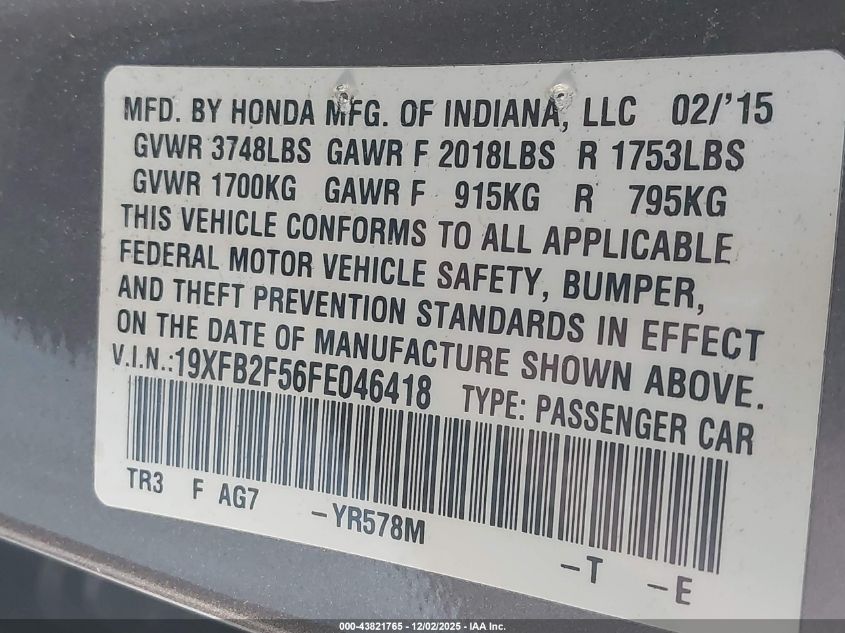 MFD. BY HONDA MFG. OF INDIANA, LLC 02/'15
GVWR 3748LBS GAWR F 2018LBS R 1753LBS
GVWR 1700KG GAWR F 915KG R 795KG
THIS VEHICLE CONFORMS TO ALL APPLICABLE
FEDERAL MOTOR VEHICLE SAFETY, BUMPER,
AND THEFT PREVENTION STANDARDS IN EFFECT
ON THE DATE OF MANUFACTURE SHOWN ABOVE.
V.I.N.:19XFB2F56FE046418 TYPE: PASSENGER CAR
TR3 F AG7 -YR578M -T -E
000-43821765 - 12/02/2025 - IAA Inc.